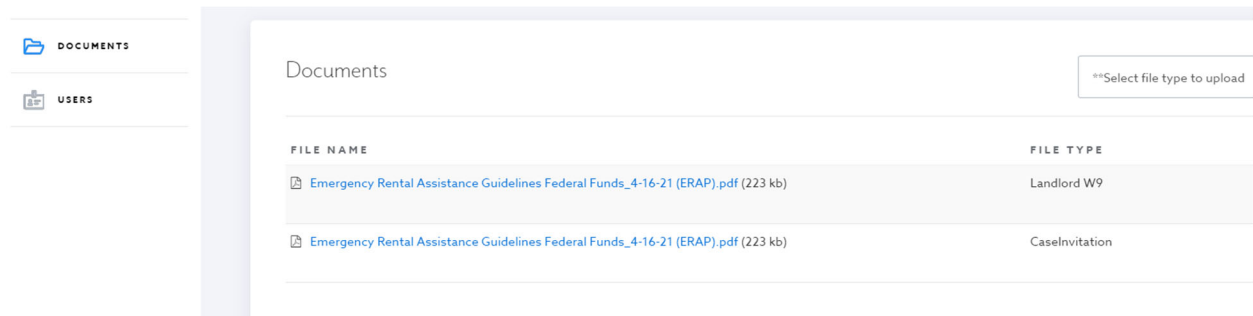 DOCUMENTS
USERS
Documents
**Select file type to upload
FILE NAME FILE TYPE
Emergency Rental Assistance Guidelines Federal Funds_4-16-21 (ERAP).pdf (223 kb) Landlord W9
Emergency Rental Assistance Guidelines Federal Funds_4-16-21 (ERAP).pdf (223 kb) CaseInvitation